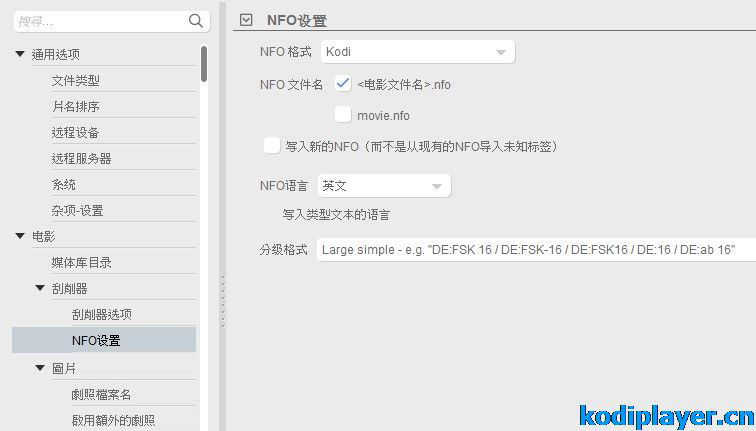 搜尋...
通用选项
文件类型
片名排序
远程设备
远程服务器
系统
杂项-设置
电影
媒体库目录
刮削器
刮削器选项
NFO设置
圖片
劇照檔案名
啟用額外的劇照
NFO设置
NFO 格式 Kodi
NFO 文件名 <电影文件名>.nfo
movie.nfo
写入新的NFO（而不是从现有的NFO导入未知标签）
NFO语言 英文
写入类型文本的语言
分级格式 Large simple - e.g. "DE:FSK 16 / DE:FSK-16 / DE:FSK16 / DE:16 / DE:ab 16"
kodiplayer.cn